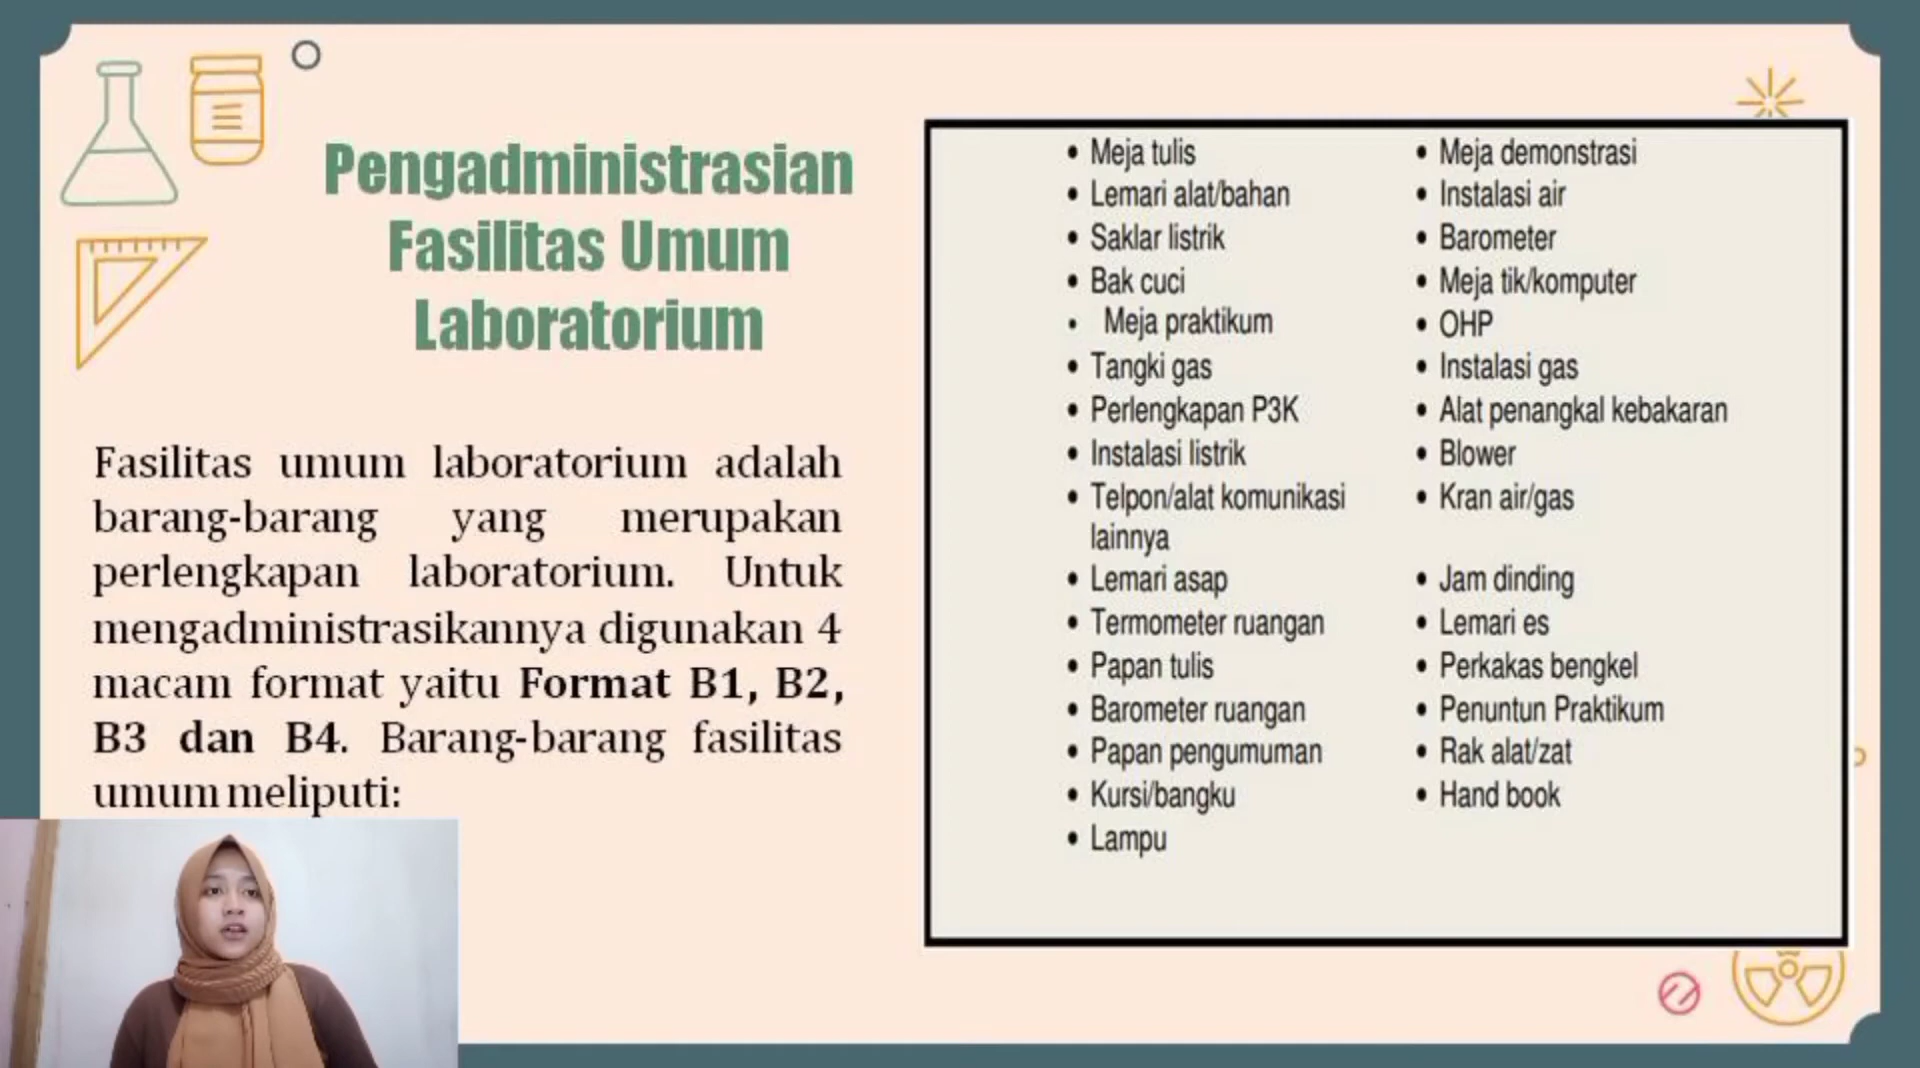 Pengadministrasian
Fasilitas Umum
Laboratorium
Fasilitas umum laboratorium adalah
barang-barang yang merupakan
perlengkapan laboratorium. Untuk
mengadministrasikannya digunakan 4
macam format yaitu Format B1, B2,
B3 dan B4. Barang-barang fasilitas
umum meliputi:
• Meja tulis
• Lemari alat/bahan
• Saklar listrik
• Bak cuci
• Meja praktikum
• Tangki gas
• Perlengkapan P3K
• Instalasi listrik
• Telpon/alat komunikasi
lainnya
• Lemari asap
• Termometer ruangan
• Papan tulis
• Barometer ruangan
• Papan pengumuman
• Kursi/bangku
• Lampu
• Meja demonstrasi
• Instalasi air
• Barometer
• Meja tik/komputer
• OHP
• Instalasi gas
• Alat penangkal kebakaran
• Blower
• Kran air/gas
• Jam dinding
• Lemari es
• Perkakas bengkel
• Penuntun Praktikum
• Rak alat/zat
• Hand book